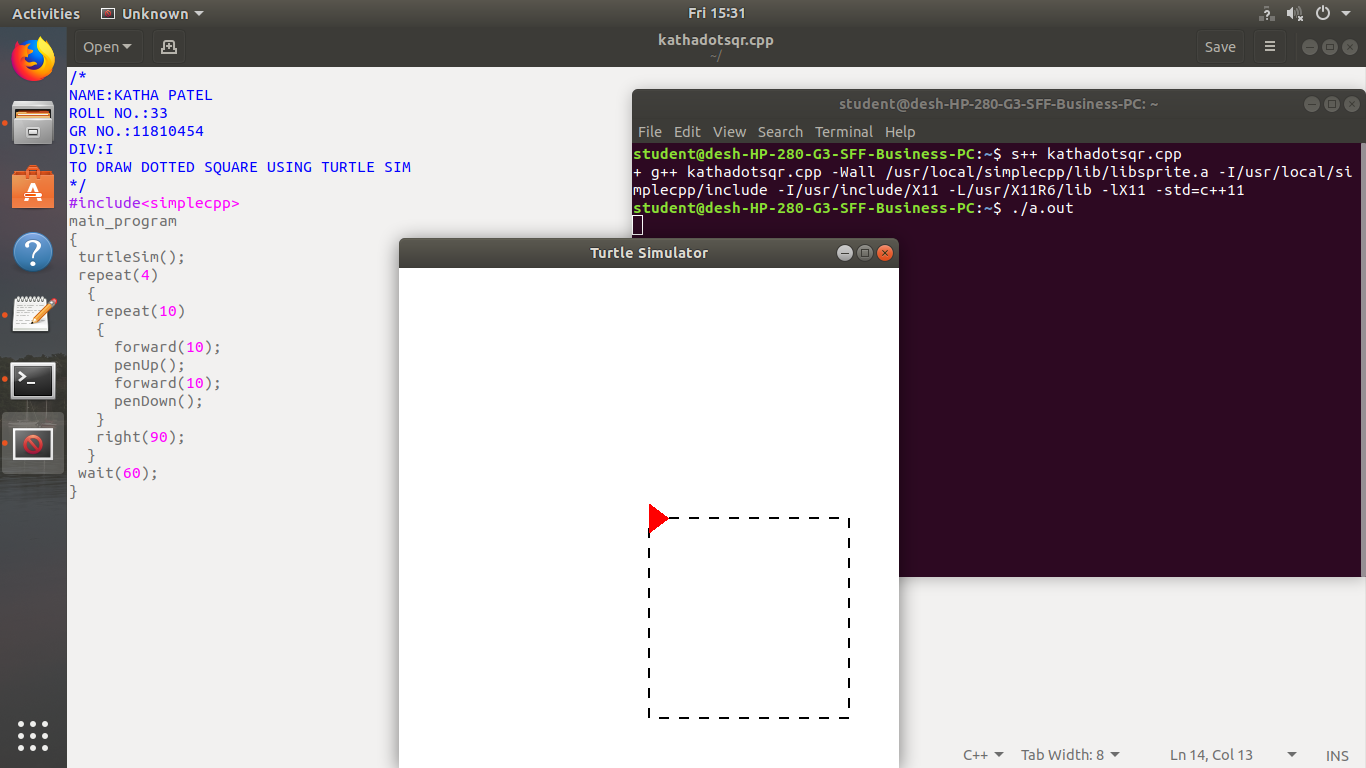 Activities
Unknown
Fri 15:31
Open
kathadotsqr.cpp
~/
Save
/*
NAME:KATHA PATEL
ROLL NO.:33
GR NO.:11810454
DIV:I
TO DRAW DOTTED SQUARE USING TURTLE SIM
*/
#include<simplecpp>
main_program
{
 turtleSim();
 repeat(4)
  {
   repeat(10)
   {
     forward(10);
     penUp();
     forward(10);
     penDown();
   }
   right(90);
  }
 wait(60);
}
student@desh-HP-280-G3-SFF-Business-PC: ~
File Edit View Search Terminal Help
student@desh-HP-280-G3-SFF-Business-PC:~$ s++ kathadotsqr.cpp
+ g++ kathadotsqr.cpp -Wall /usr/local/simplecpp/lib/libsprite.a -I/usr/local/si
mplecpp/include -I/usr/include/X11 -L/usr/X11R6/lib -lX11 -std=c++11
student@desh-HP-280-G3-SFF-Business-PC:~$ ./a.out
Turtle Simulator
C++ Tab Width: 8 Ln 14, Col 13 INS